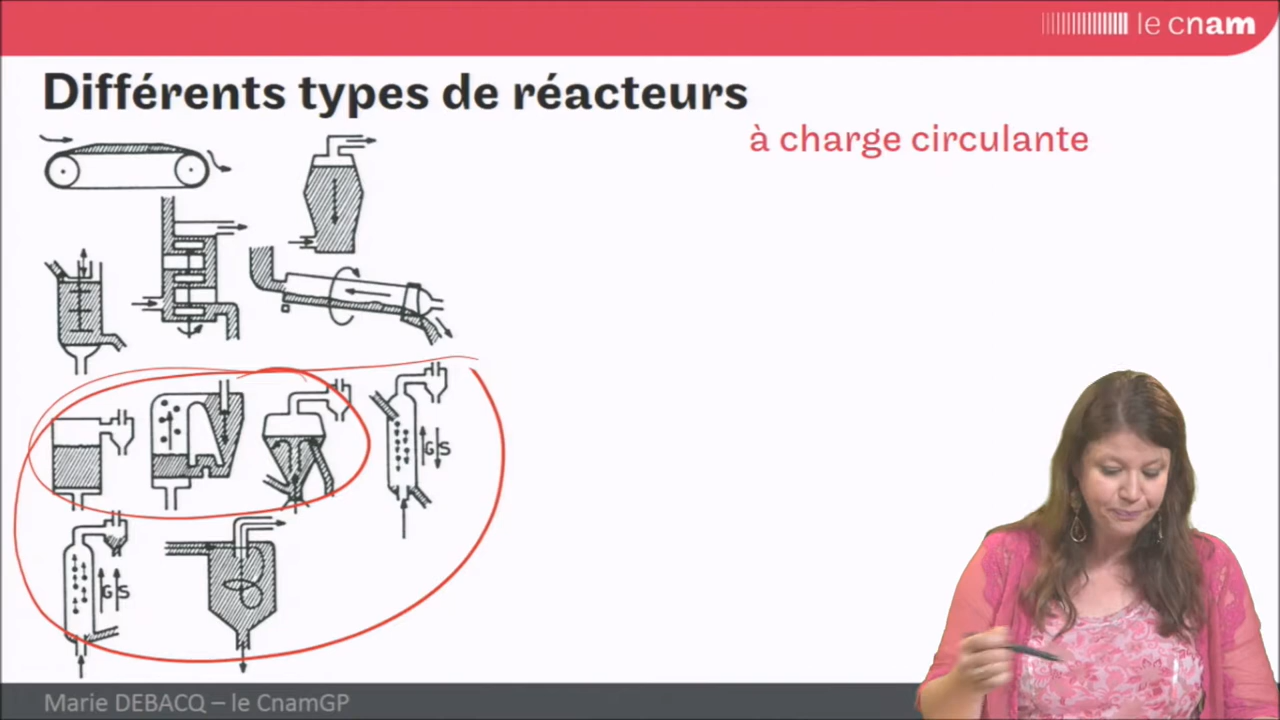 le cnam
Différents types de réacteurs
à charge circulante
G S
G S
Marie DEBACQ – le CnamGP